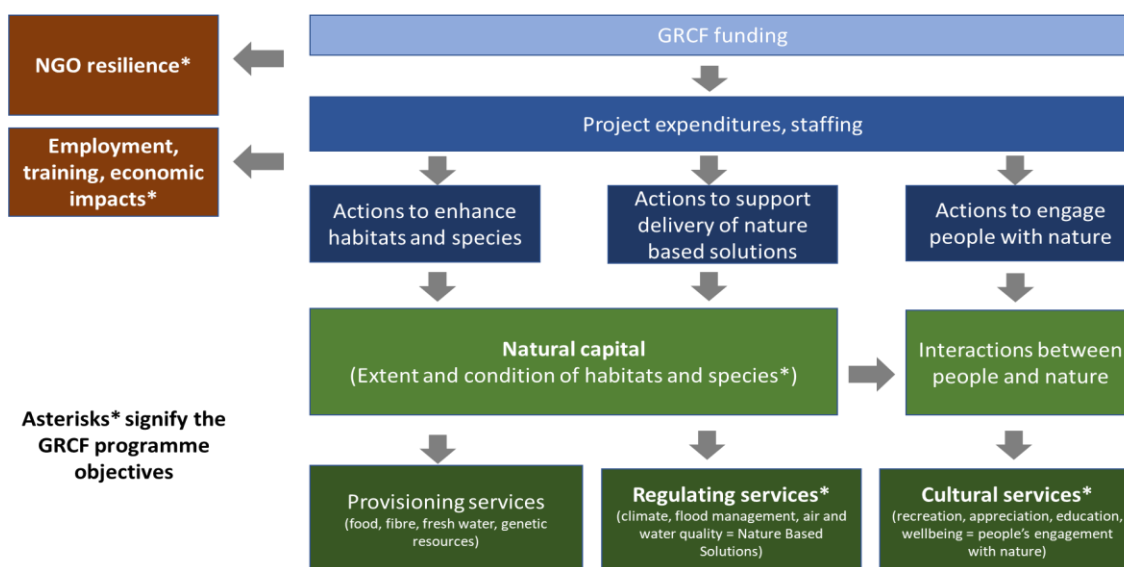 GRCF funding
NGO resilience*
Project expenditures, staffing
Employment,
training, economic
impacts*
Actions to enhance
habitats and species
Actions to support
delivery of nature
based solutions
Actions to engage
people with nature
Natural capital
(Extent and condition of habitats and species*)
Interactions between
people and nature
Asterisks* signify the
GRCF programme
objectives
Provisioning services
(food, fibre, fresh water, genetic
resources)
Regulating services*
(climate, flood management, air and
water quality = Nature Based
Solutions)
Cultural services*
(recreation, appreciation, education,
wellbeing = people's engagement
with nature)